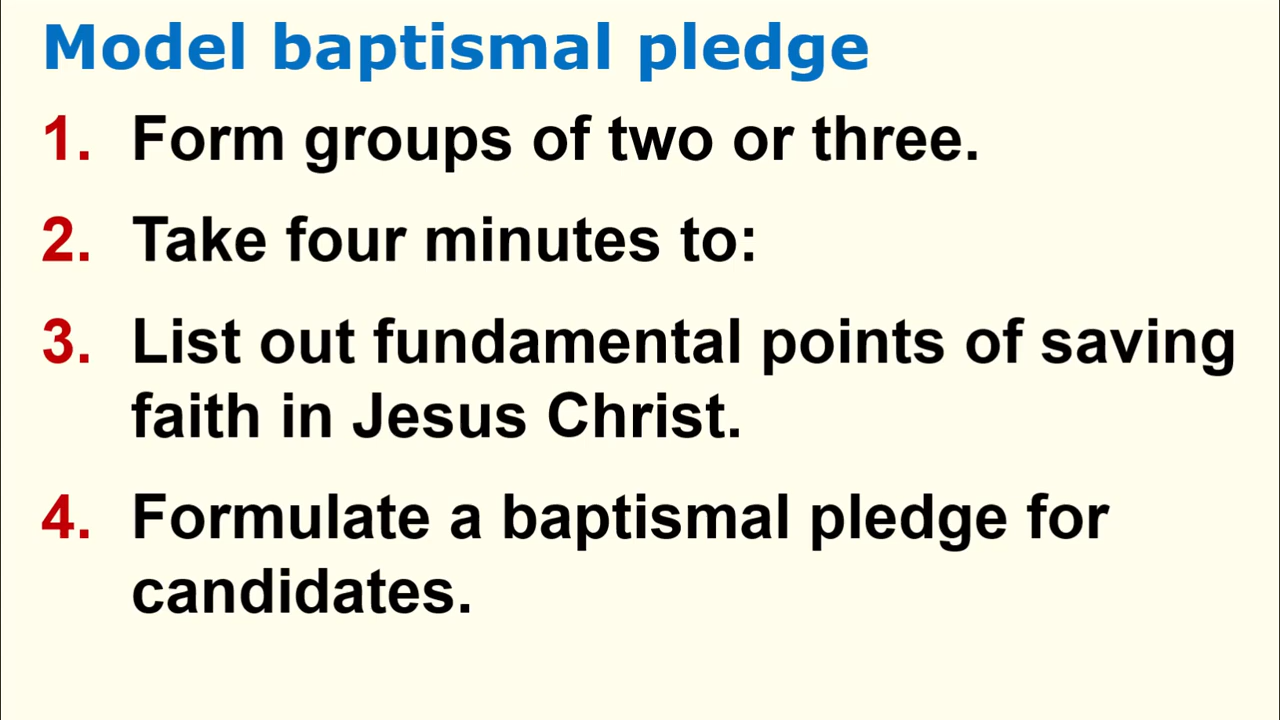 Model baptismal pledge
1. Form groups of two or three.
2. Take four minutes to:
3. List out fundamental points of saving
faith in Jesus Christ.
4. Formulate a baptismal pledge for
candidates.